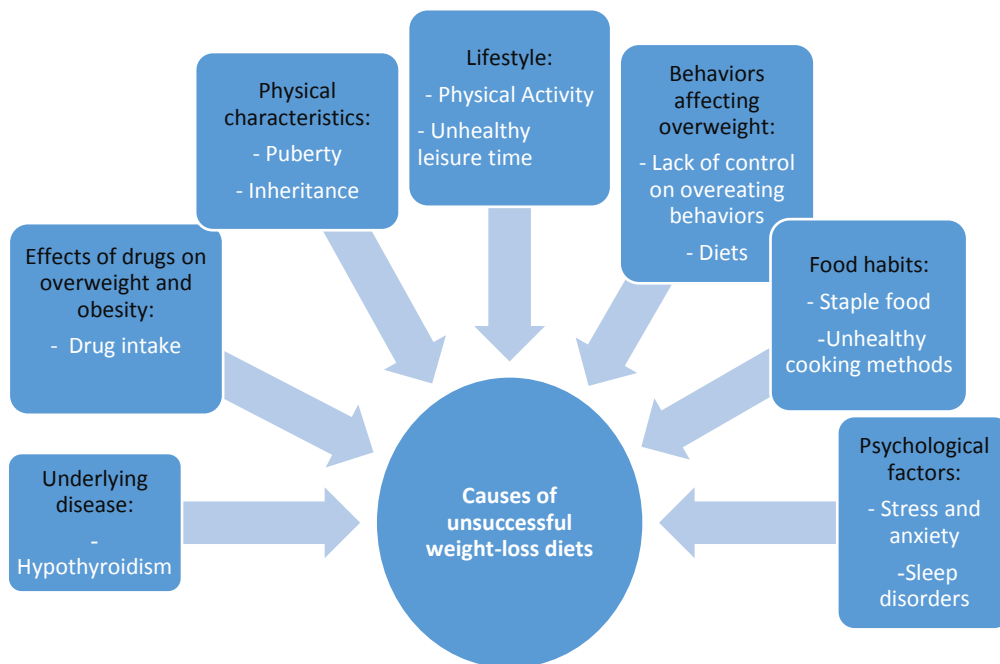 Underlying
disease:
-
Hypothyroidism
Effects of drugs on
overweight and
obesity:
- Drug intake
Physical
characteristics:
- Puberty
- Inheritance
Lifestyle:
- Physical Activity
- Unhealthy
leisure time
Behaviors
affecting
overweight:
- Lack of control
on overeating
behaviors
- Diets
Food habits:
- Staple food
-Unhealthy
cooking methods
Psychological
factors:
- Stress and
anxiety
-Sleep
disorders
Causes of
unsuccessful
weight-loss diets